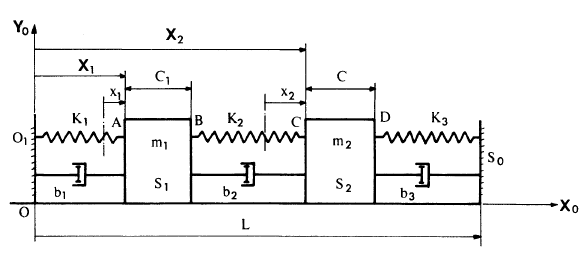 Y₀
X₂
X₁
C₁ C
x₁ x₂
K₁ A B K₂ C D K₃
O₁ m₁ m₂
S₁ S₂ S₀
b₁ b₂ b₃
O X₀
L